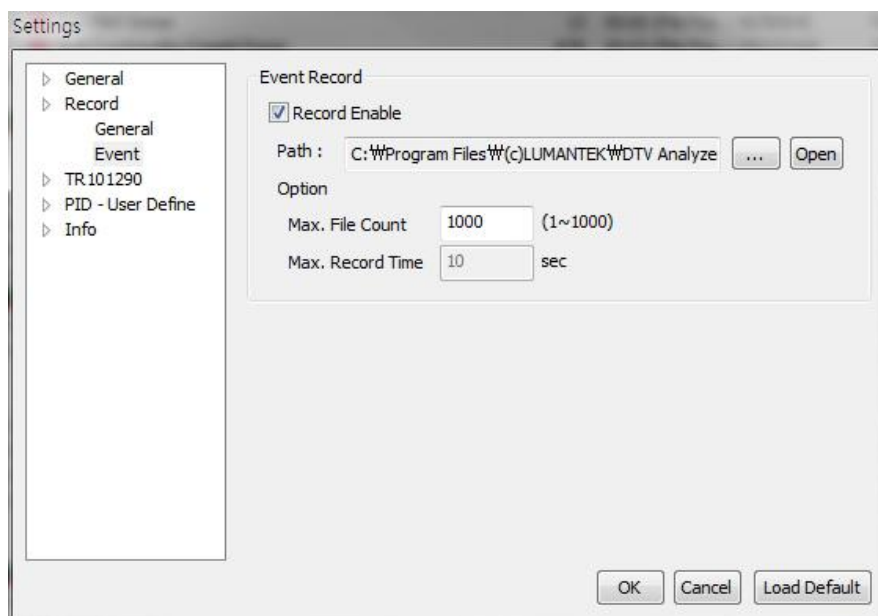 Settings
General
Record
General
Event
TR101290
PID - User Define
Info
Event Record
Record Enable
Path : C:₩Program Files₩(c)LUMANTEK₩DTV Analyze ... Open
Option
Max. File Count 1000 (1~1000)
Max. Record Time 10 sec
OK Cancel Load Default